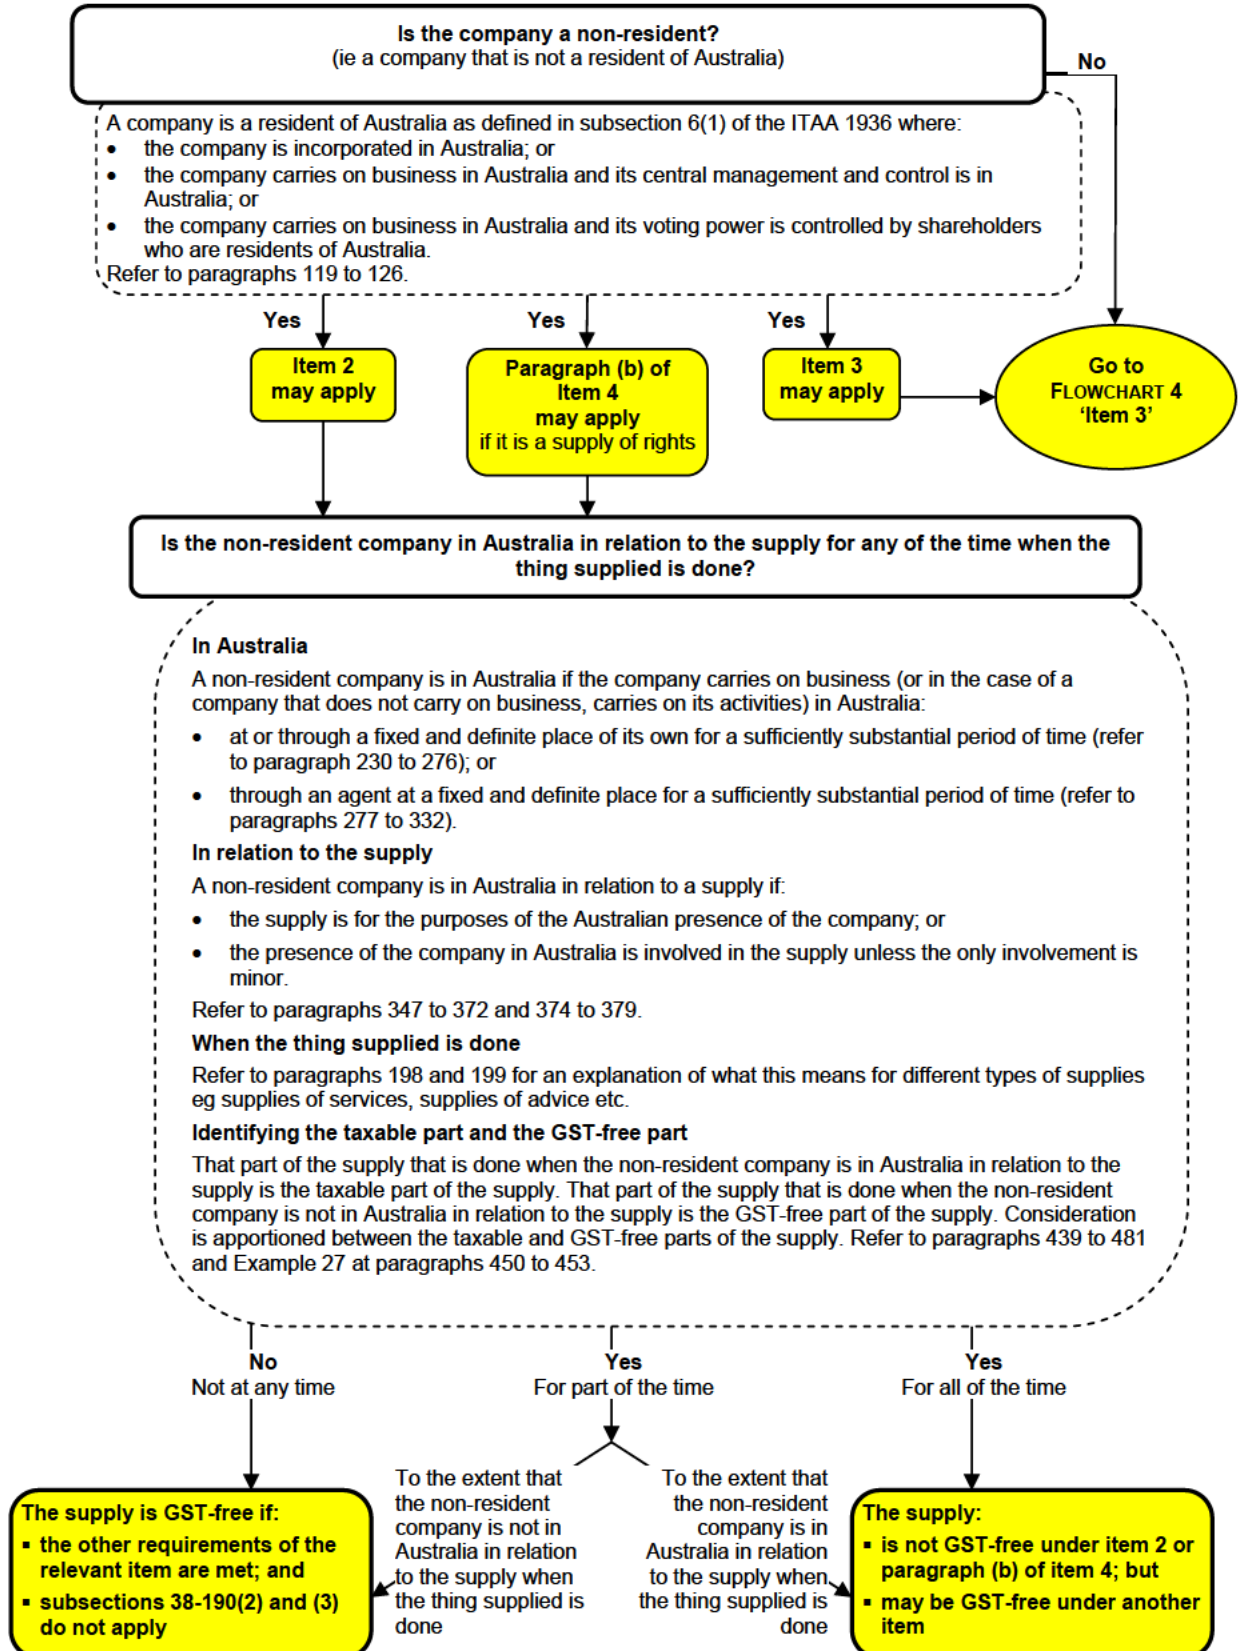 Is the company a non-resident?
(ie a company that is not a resident of Australia)
No
A company is a resident of Australia as defined in subsection 6(1) of the ITAA 1936 where:
• the company is incorporated in Australia; or
• the company carries on business in Australia and its central management and control is in
Australia; or
• the company carries on business in Australia and its voting power is controlled by shareholders
who are residents of Australia.
Refer to paragraphs 119 to 126.
Yes
Yes
Yes
Item 2
may apply
Paragraph (b) of
Item 4
may apply
if it is a supply of rights
Item 3
may apply
Go to
FLOWCHART 4
‘Item 3’
Is the non-resident company in Australia in relation to the supply for any of the time when the
thing supplied is done?
In Australia
A non-resident company is in Australia if the company carries on business (or in the case of a
company that does not carry on business, carries on its activities) in Australia:
• at or through a fixed and definite place of its own for a sufficiently substantial period of time (refer
to paragraph 230 to 276); or
• through an agent at a fixed and definite place for a sufficiently substantial period of time (refer to
paragraphs 277 to 332).
In relation to the supply
A non-resident company is in Australia in relation to a supply if:
• the supply is for the purposes of the Australian presence of the company; or
• the presence of the company in Australia is involved in the supply unless the only involvement is
minor.
Refer to paragraphs 347 to 372 and 374 to 379.
When the thing supplied is done
Refer to paragraphs 198 and 199 for an explanation of what this means for different types of supplies
eg supplies of services, supplies of advice etc.
Identifying the taxable part and the GST-free part
That part of the supply that is done when the non-resident company is in Australia in relation to the
supply is the taxable part of the supply. That part of the supply that is done when the non-resident
company is not in Australia in relation to the supply is the GST-free part of the supply. Consideration
is apportioned between the taxable and GST-free parts of the supply. Refer to paragraphs 439 to 481
and Example 27 at paragraphs 450 to 453.
No
Not at any time
Yes
For part of the time
Yes
For all of the time
The supply is GST-free if:
▪ the other requirements of the
relevant item are met; and
▪ subsections 38-190(2) and (3)
do not apply
To the extent that
the non-resident
company is not in
Australia in relation
to the supply when
the thing supplied is
done
To the extent that
the non-resident
company is in
Australia in relation
to the supply when
the thing supplied is
done
The supply:
▪ is not GST-free under item 2 or
paragraph (b) of item 4; but
▪ may be GST-free under another
item